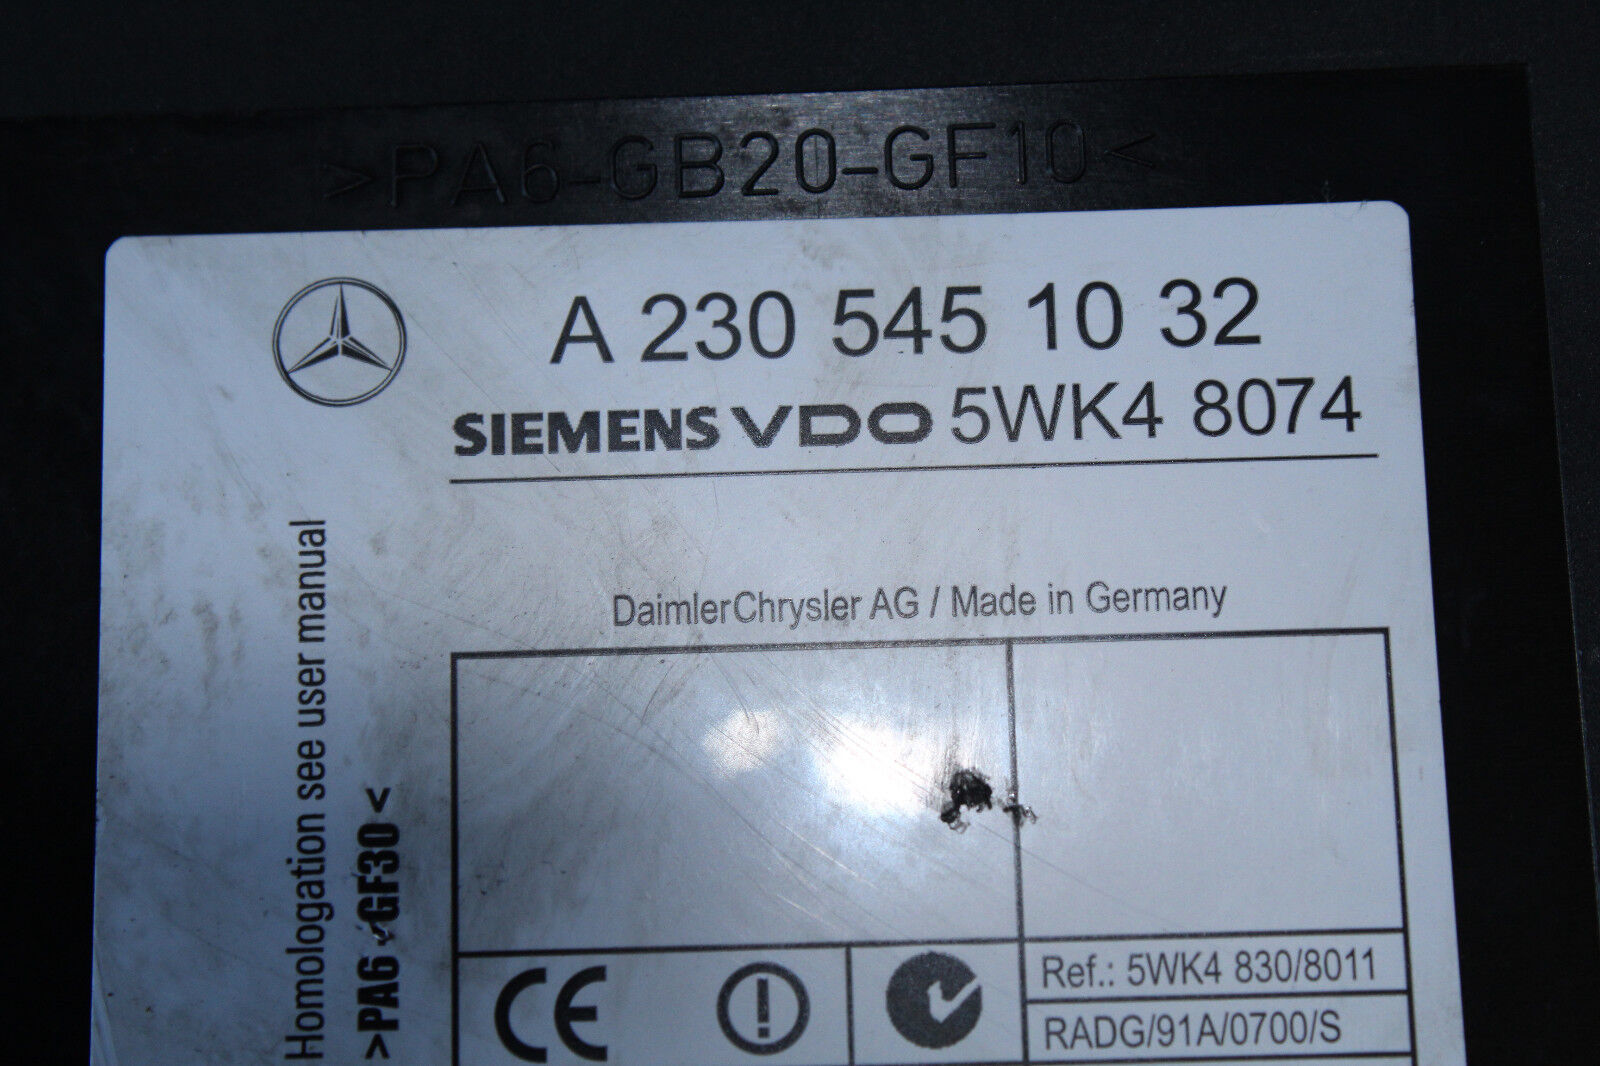 >PA6-GB20-GF10<
A 230 545 10 32
SIEMENS VDO 5WK4 8074
DaimlerChrysler AG / Made in Germany
Homologation see user manual
>PA6 GF30<
CE
Ref.: 5WK4 830/8011
RADG/91A/0700/S